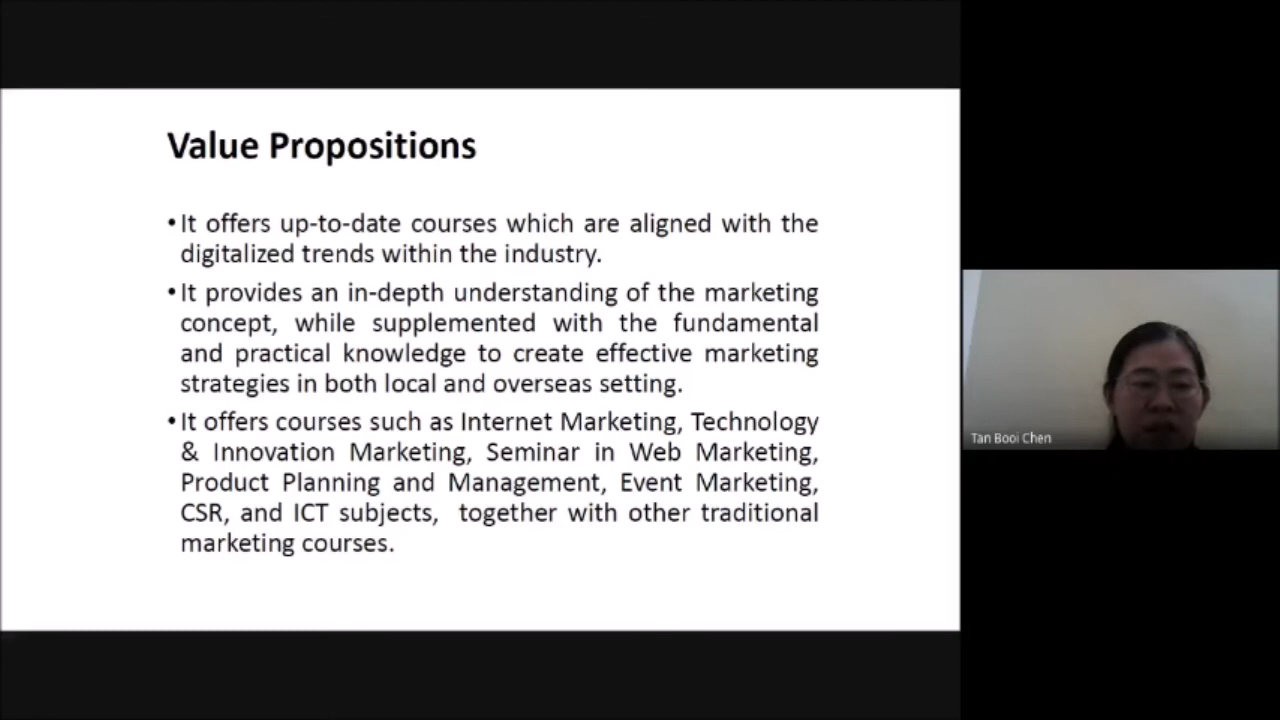 Value Propositions
•It offers up-to-date courses which are aligned with the
digitalized trends within the industry.
•It provides an in-depth understanding of the marketing
concept, while supplemented with the fundamental
and practical knowledge to create effective marketing
strategies in both local and overseas setting.
•It offers courses such as Internet Marketing, Technology
& Innovation Marketing, Seminar in Web Marketing,
Product Planning and Management, Event Marketing,
CSR, and ICT subjects, together with other traditional
marketing courses.
Tan Booi Chen